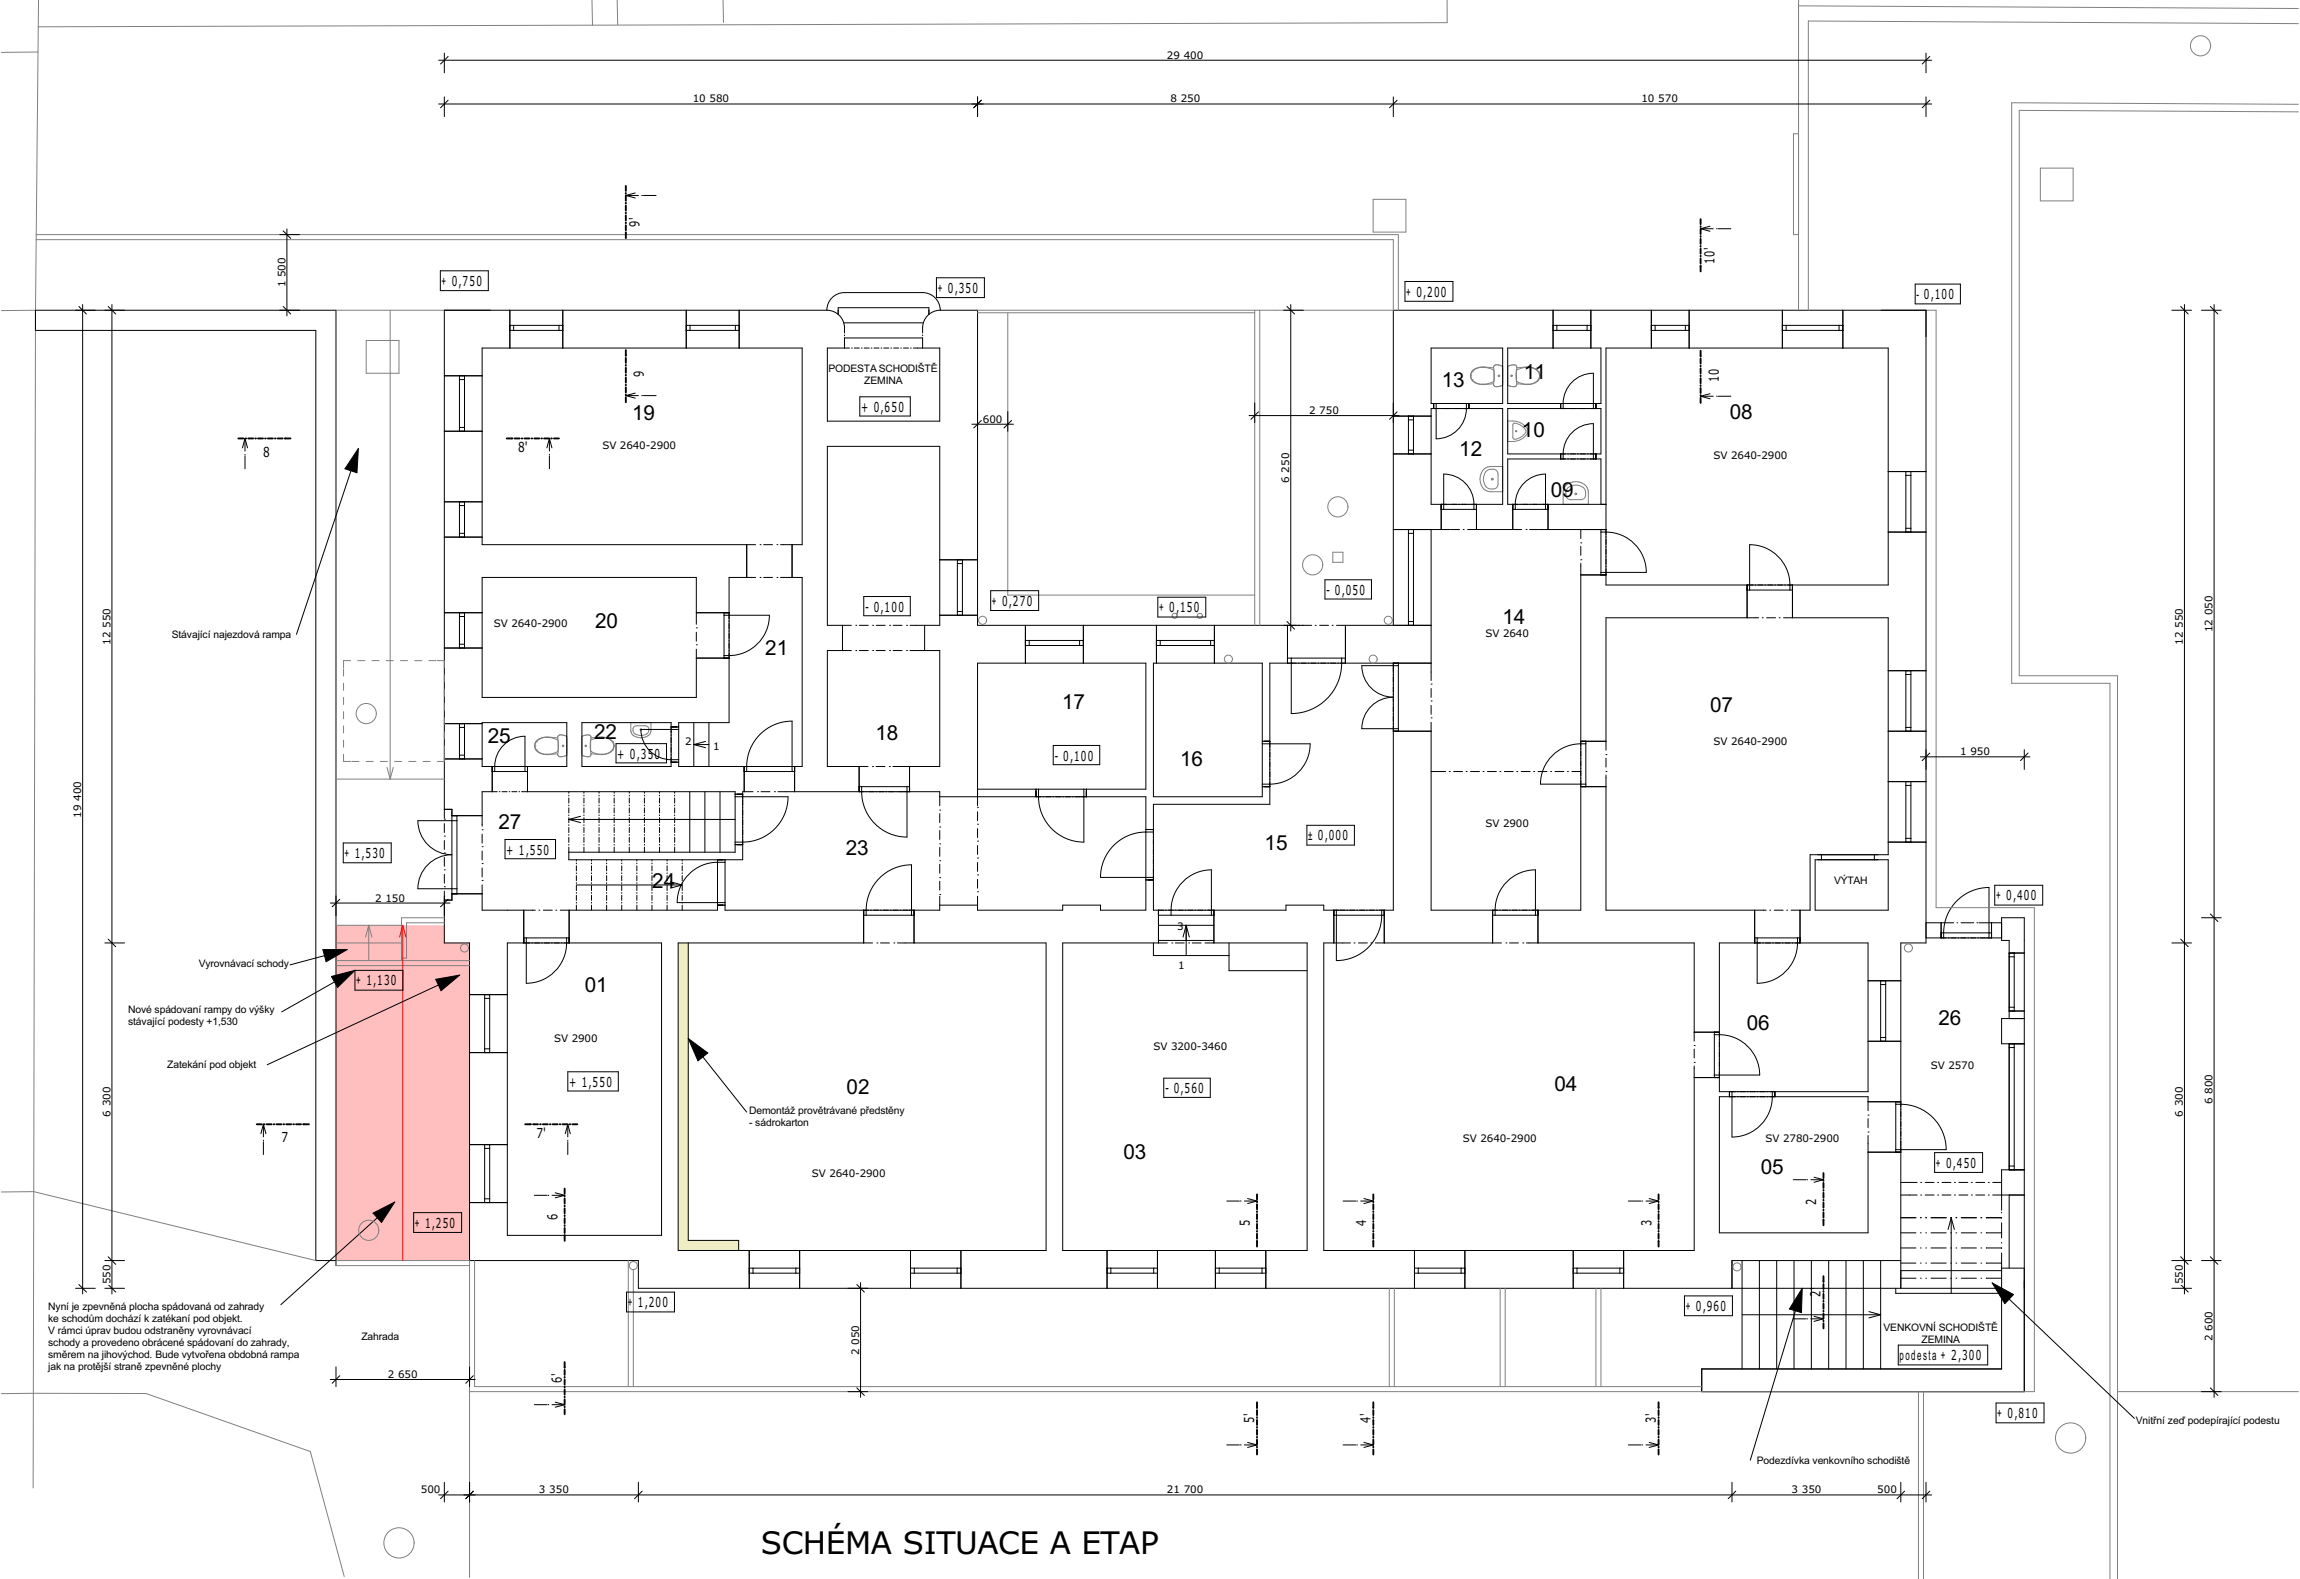 29 400
10 580
8 250
10 570
9'
10'
1 500
+ 0,750
+ 0,350
+ 0,200
- 0,100
PODESTA SCHODIŠTĚ
ZEMINA
+ 0,650
9
10
19
SV 2640-2900
8
8'
600
2 750
6 250
13
11
12
10
09
08
SV 2640-2900
12 550
19 400
Stávající najezdová rampa
SV 2640-2900
20
21
- 0,100
+ 0,270
+ 0,150
- 0,050
14
SV 2640
12 550
12 050
25
22
+ 0,350
2
1
18
17
- 0,100
16
07
SV 2640-2900
1 950
27
+ 1,550
24
23
15
± 0,000
SV 2900
VÝTAH
+ 1,530
2 150
+ 0,400
Vyrovnávací schody
+ 1,130
Nové spádovaní rampy do výšky
stávající podesty +1,530
Zatekání pod objekt
01
SV 2900
+ 1,550
02
Demontáž provětrávané předstěny
- sádrokarton
SV 2640-2900
3
1
SV 3200-3460
- 0,560
03
04
SV 2640-2900
06
SV 2780-2900
05
26
SV 2570
+ 0,450
6 300
6 300
6 800
7
7'
6
5
4
3
2
+ 1,250
550
550
Nyní je zpevněná plocha spádovaná od zahrady
ke schodům dochází k zatékaní pod objekt.
V rámci úprav budou odstraněny vyrovnávací
schody a provedeno obrácené spádovaní do zahrady,
směrem na jihovýchod. Bude vytvořena obdobná rampa
jak na protější straně zpevněné plochy
Zahrada
2 650
+ 1,200
2 050
+ 0,960
2'
VENKOVNÍ SCHODIŠTĚ
ZEMINA
podesta + 2,300
2 600
6'
5'
4'
3'
+ 0,810
Vnitřní zeď podepírající podestu
Podezdívka venkovního schodiště
500
3 350
21 700
3 350
500
SCHÉMA SITUACE A ETAP